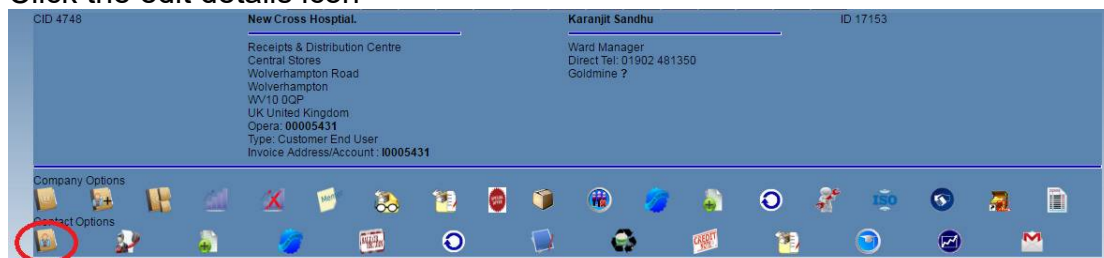 Click the edit details icon
CID 4748
New Cross Hosptial.
Karanjit Sandhu
ID 17153
Receipts & Distribution Centre
Central Stores
Wolverhampton Road
Wolverhampton
WV10 0QP
UK United Kingdom
Opera: 00005431
Type: Customer End User
Invoice Address/Account : I0005431
Ward Manager
Direct Tel: 01902 481350
Goldmine ?
Company Options
ISO
Contact Options
CREDIT